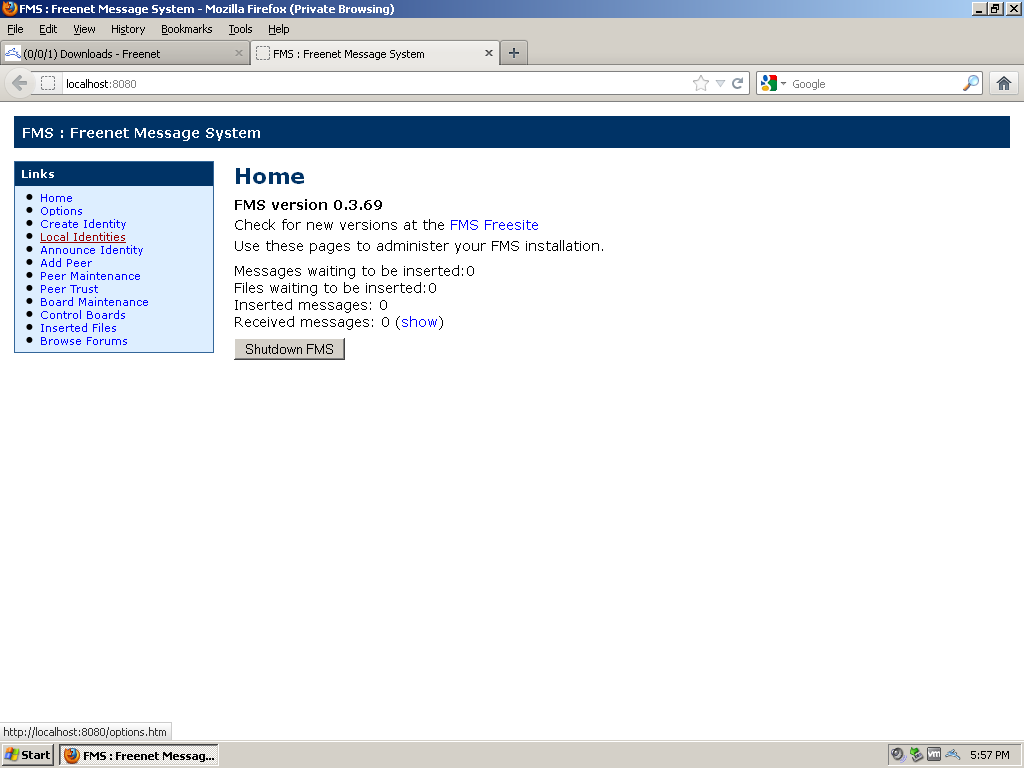 FMS : Freenet Message System - Mozilla Firefox (Private Browsing)
File Edit View History Bookmarks Tools Help
(0/0/1) Downloads - Freenet
FMS : Freenet Message System
localhost:8080
Google
FMS : Freenet Message System
Links
Home
Options
Create Identity
Local Identities
Announce Identity
Add Peer
Peer Maintenance
Peer Trust
Board Maintenance
Control Boards
Inserted Files
Browse Forums
Home
FMS version 0.3.69
Check for new versions at the FMS Freesite
Use these pages to administer your FMS installation.
Messages waiting to be inserted:0
Files waiting to be inserted:0
Inserted messages: 0
Received messages: 0 (show)
Shutdown FMS
http://localhost:8080/options.htm
Start
FMS : Freenet Messag...
5:57 PM